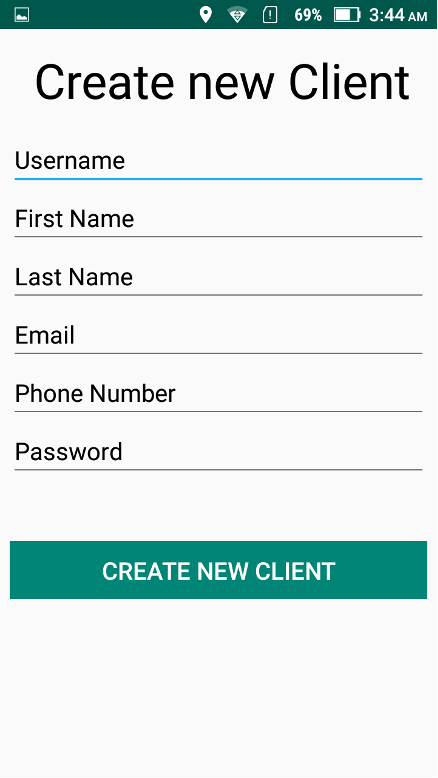 69% 3:44 AM
Create new Client
Username
First Name
Last Name
Email
Phone Number
Password
CREATE NEW CLIENT